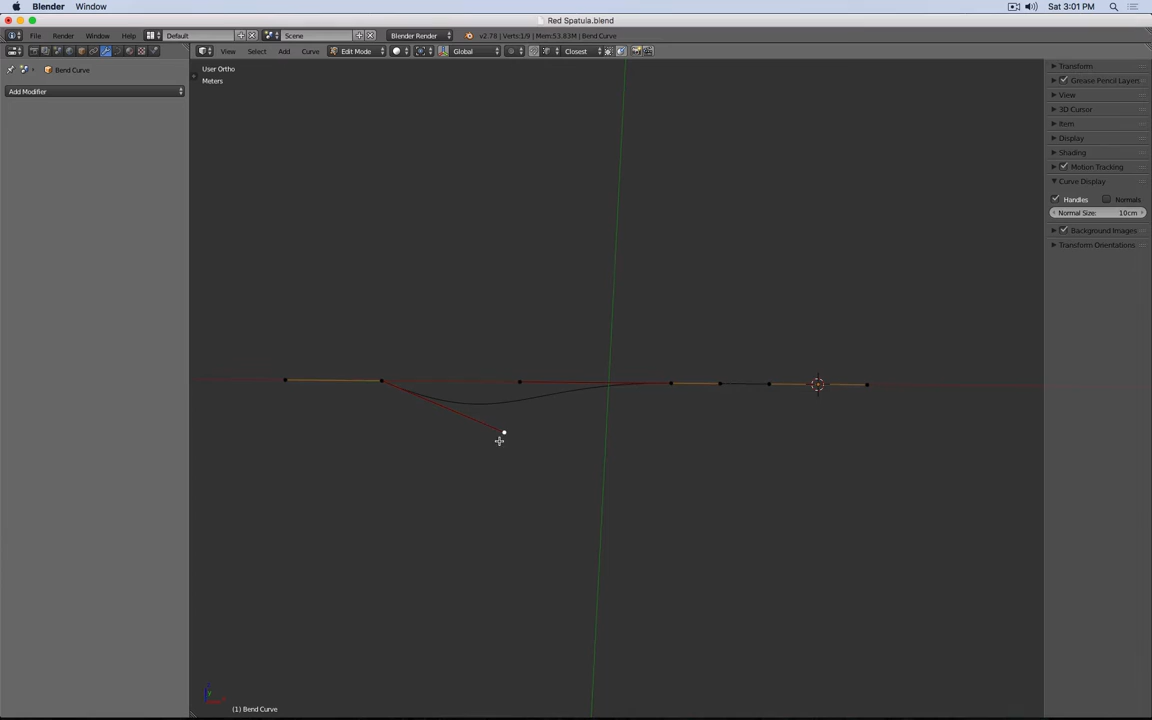 Blender Window Sat 3:01 PM
Red Spatula.blend
File Render Window Help Default Scene Blender Render v2.78 | Verts:1/9 | Mem:53.83M | Bend Curve
View Select Add Curve Edit Mode Global Closest
Bend Curve
Add Modifier
User Ortho
Meters
Transform
Grease Pencil Layers
View
3D Cursor
Item
Display
Shading
Motion Tracking
Curve Display
Handles Normals
Normal Size: 10cm
Background Images
Transform Orientations
(1) Bend Curve